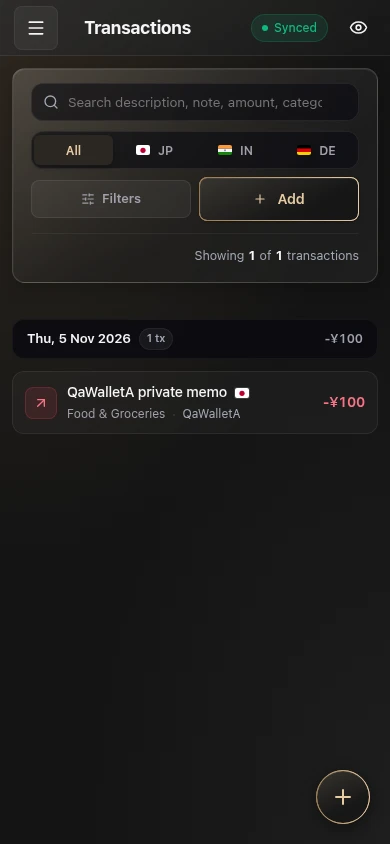 Transactions
Synced
Search description, note, amount, catego
All
JP
IN
DE
Filters
+ Add
Showing 1 of 1 transactions
Thu, 5 Nov 2026
1 tx
-¥100
QaWalletA private memo
-¥100
Food & Groceries · QaWalletA